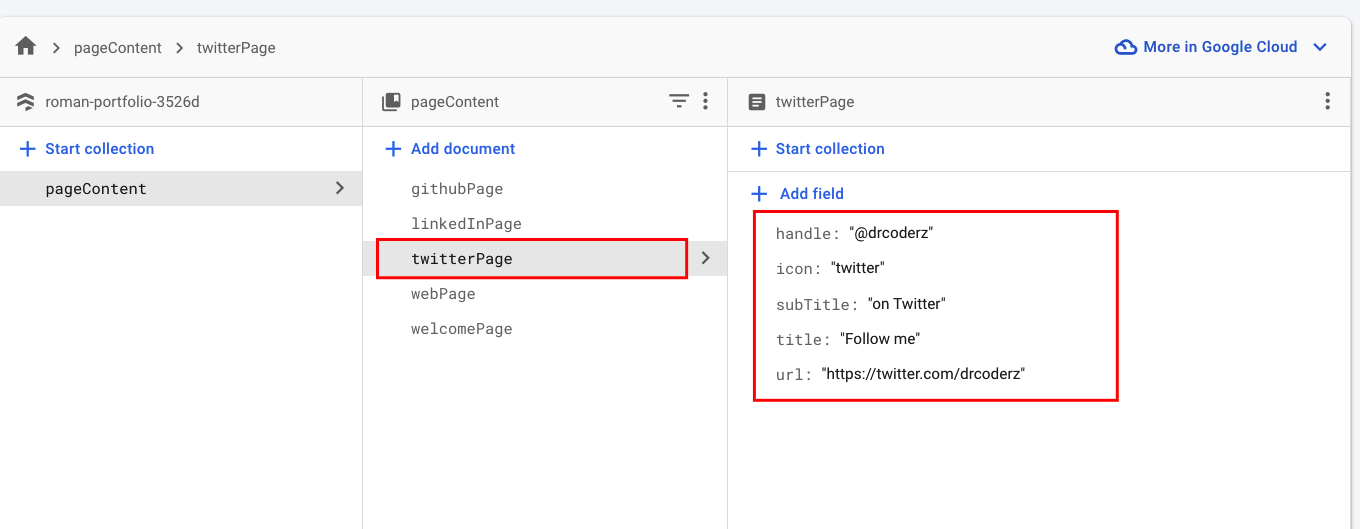 pageContent > twitterPage
More in Google Cloud
roman-portfolio-3526d
Start collection
pageContent
pageContent
Add document
githubPage
linkedInPage
twitterPage
webPage
welcomePage
twitterPage
Start collection
Add field
handle: "@drcoderz"
icon: "twitter"
subTitle: "on Twitter"
title: "Follow me"
url: "https://twitter.com/drcoderz"